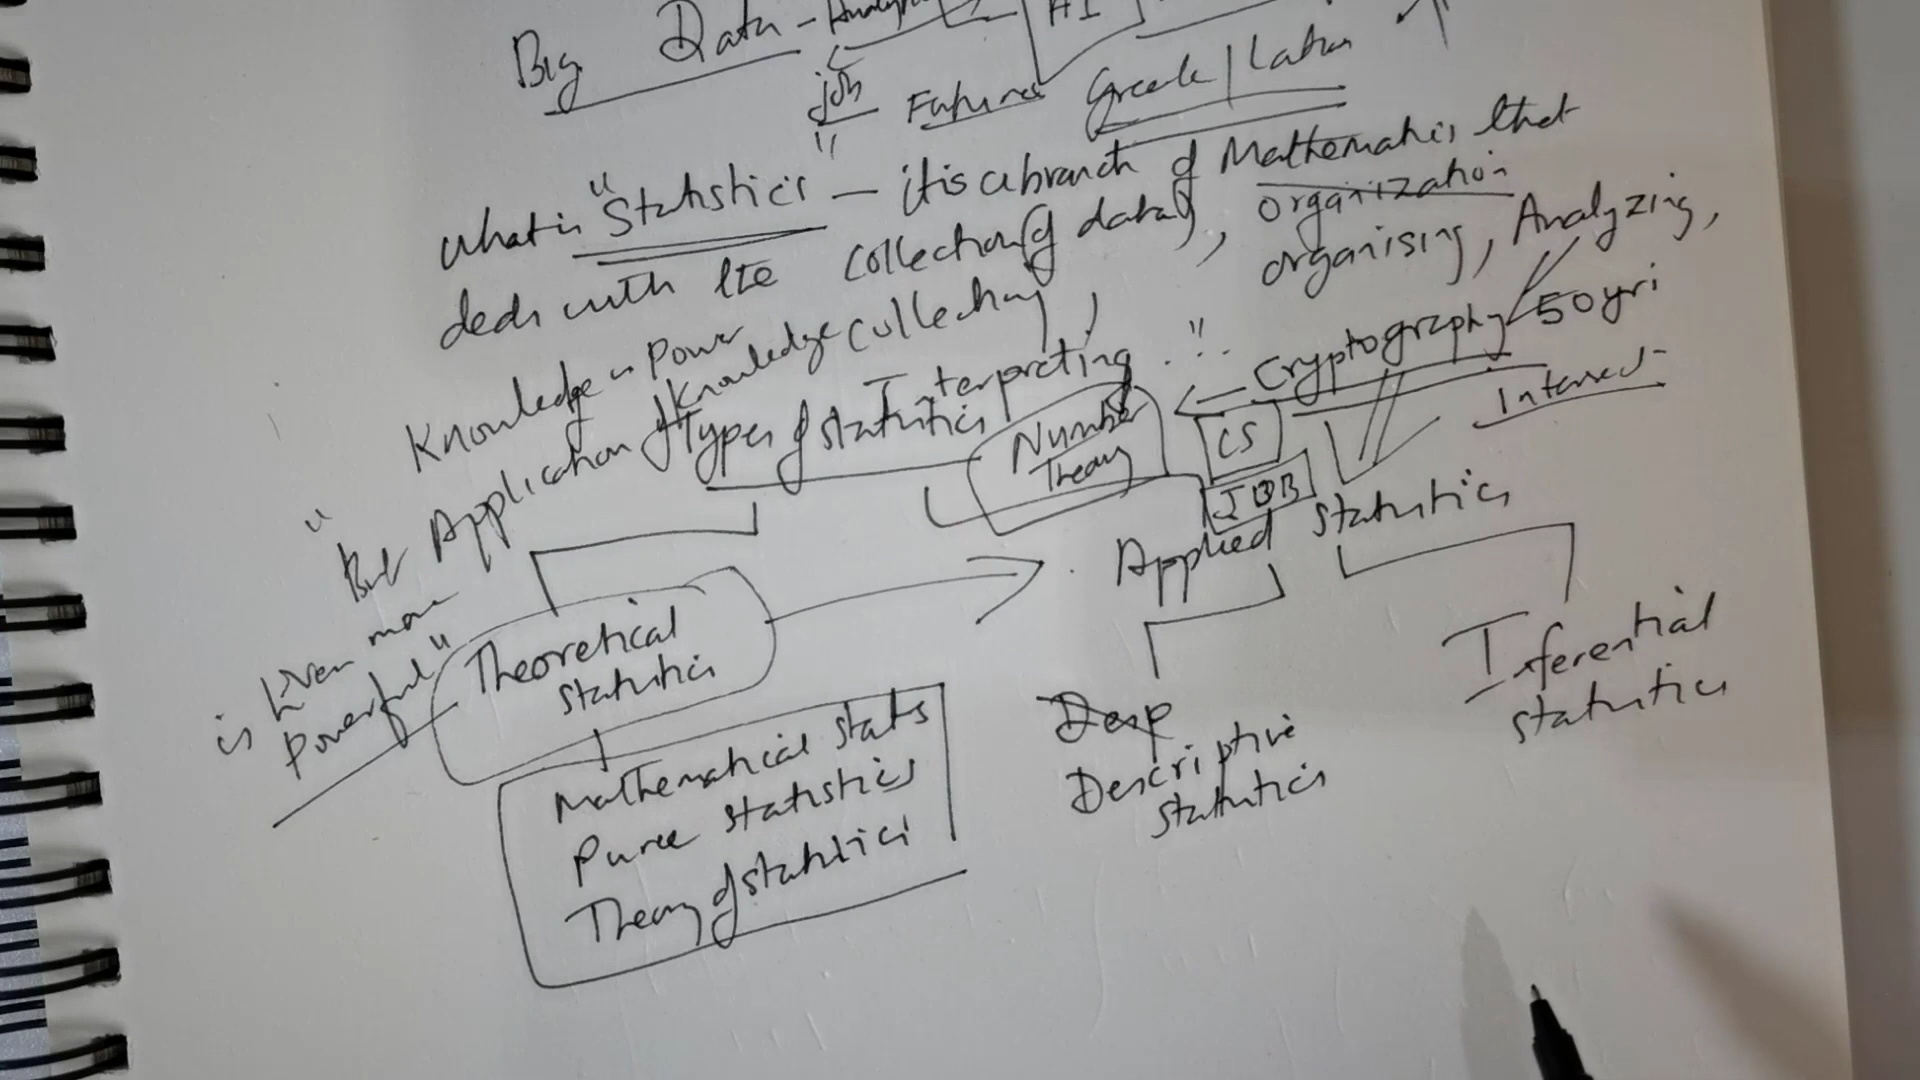 Big Data - Analysis AI
job Future Greek | Latin
What is "Statistics" — it is a branch of Mathematics that
deals with the collection (of data), organization
organising, Analyzing,
Knowledge is Power
collecting,
Interpreting."
"But Application of Knowledge
is even more
powerful"
Types of statistics
Number
Theory
Cryptography 50 yrs
CS
JOB
Internet
Theoretical
statistics
Applied statistics
Mathematical stats
Pure statistics
Theory of statistics
Desp
Descriptive
statistics
Inferential
statistics